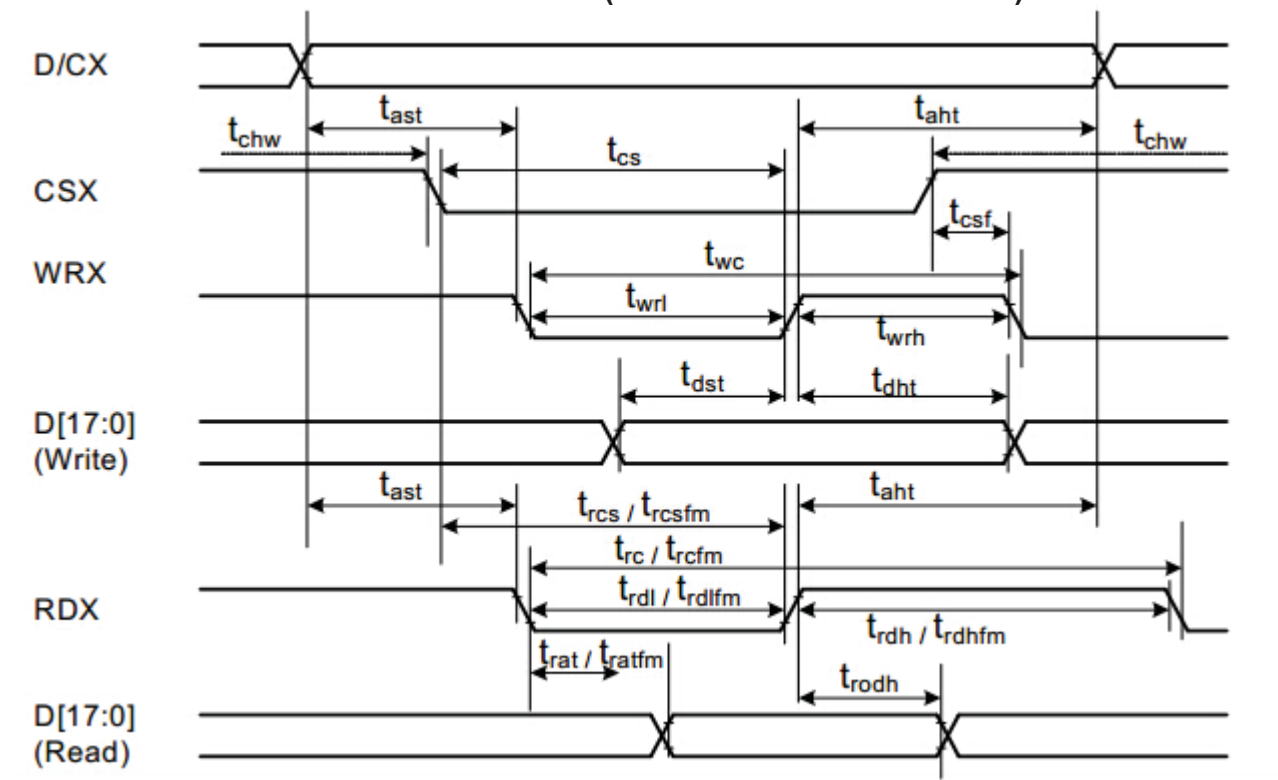 D/CX
tast
taht
tchw
tchw
tcs
CSX
tcsf
WRX
twc
twrl
twrh
tdst
tdht
D[17:0]
(Write)
tast
taht
trcs / trcsfm
trc / trcfm
RDX
trdl / trdlfm
trdh / trdhfm
trat / tratfm
trodh
D[17:0]
(Read)